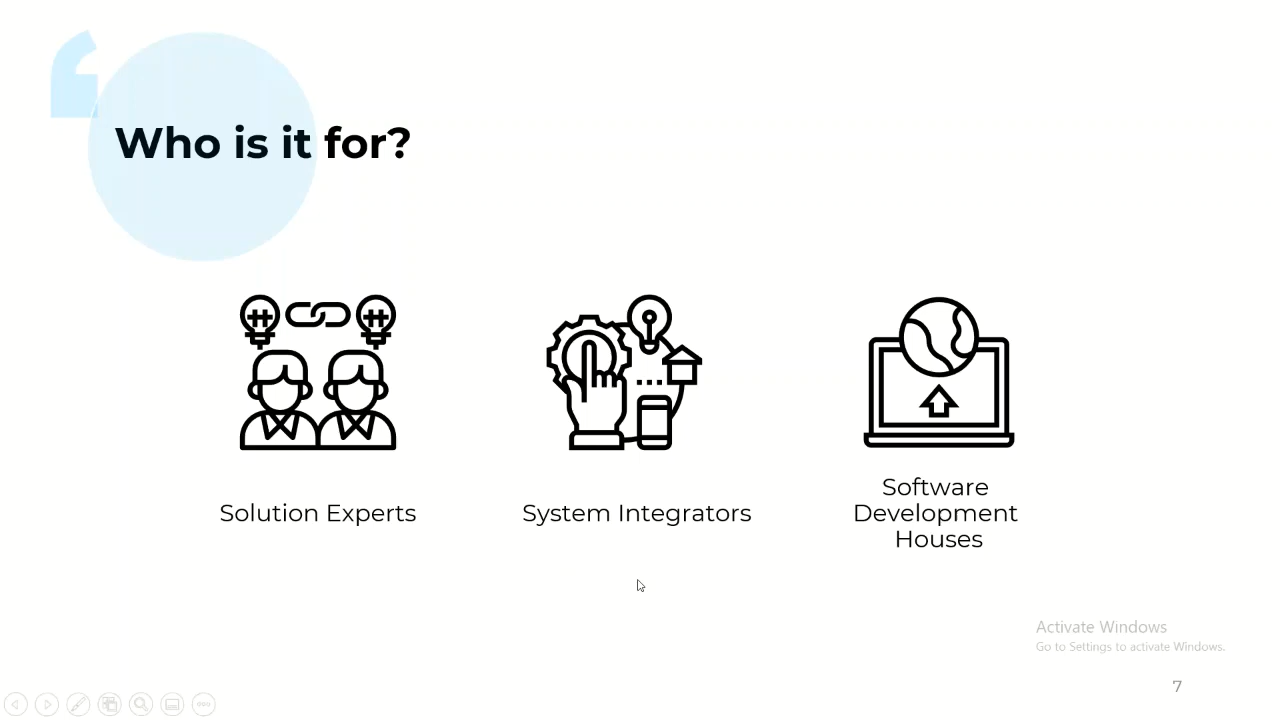 Who is it for?
Solution Experts
System Integrators
Software
Development
Houses
Activate Windows
Go to Settings to activate Windows.
7